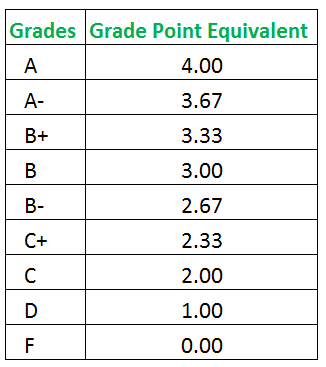 Grades Grade Point Equivalent
A 4.00
A- 3.67
B+ 3.33
B 3.00
B- 2.67
C+ 2.33
C 2.00
D 1.00
F 0.00